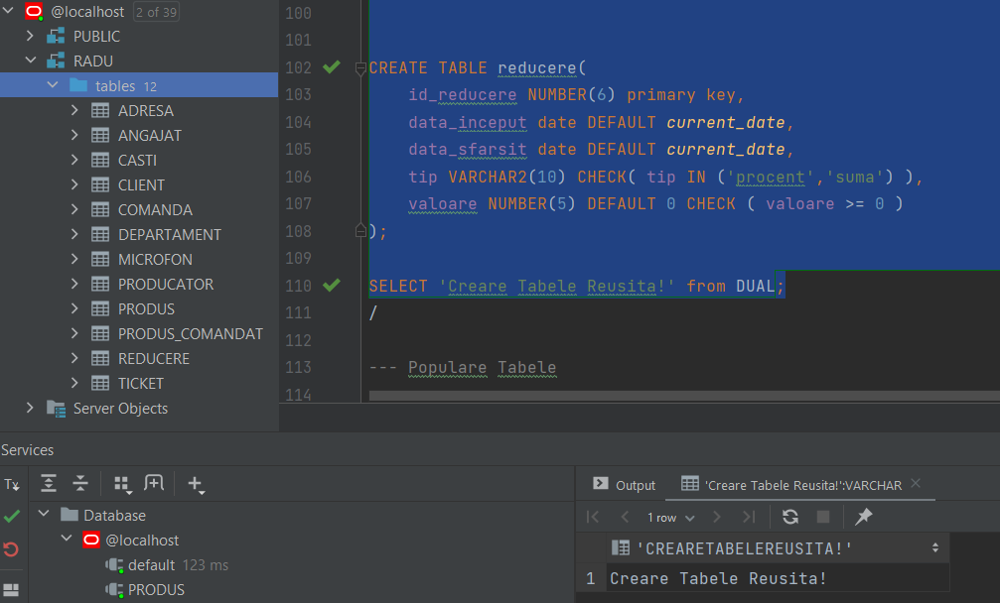 @localhost 2 of 39
PUBLIC
RADU
tables 12
ADRESA
ANGAJAT
CASTI
CLIENT
COMANDA
DEPARTAMENT
MICROFON
PRODUCATOR
PRODUS
PRODUS_COMANDAT
REDUCERE
TICKET
Server Objects
100
101
102 CREATE TABLE reducere(
103 id_reducere NUMBER(6) primary key,
104 data_inceput date DEFAULT current_date,
105 data_sfarsit date DEFAULT current_date,
106 tip VARCHAR2(10) CHECK( tip IN ('procent','suma') ),
107 valoare NUMBER(5) DEFAULT 0 CHECK ( valoare >= 0 )
108 );
109
110 SELECT 'Creare Tabele Reusita!' from DUAL;
111 /
112
113 --- Populare Tabele
114
Services
Tx
Database
@localhost
default 123 ms
PRODUS
Output 'Creare Tabele Reusita!':VARCHAR
1 row
'CREARETABELEREUSITA!'
1 Creare Tabele Reusita!